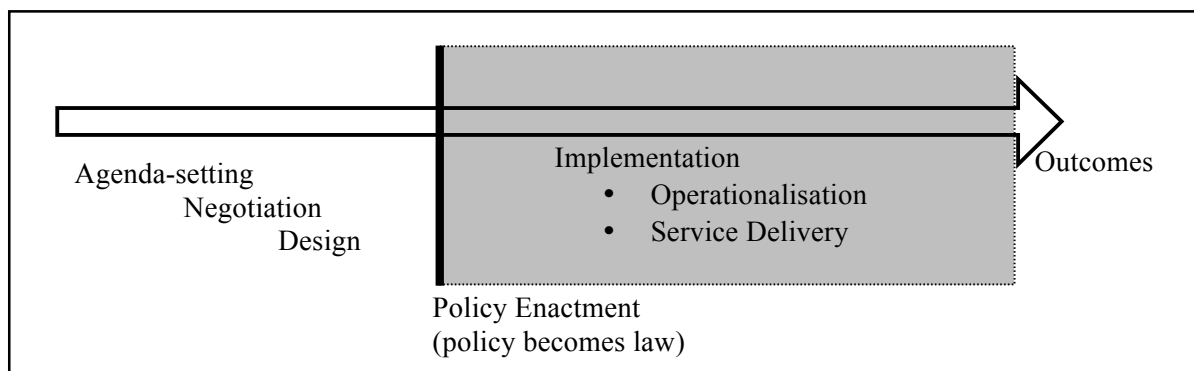 Agenda-setting
Negotiation
Design
Implementation
• Operationalisation
• Service Delivery
Outcomes
Policy Enactment
(policy becomes law)